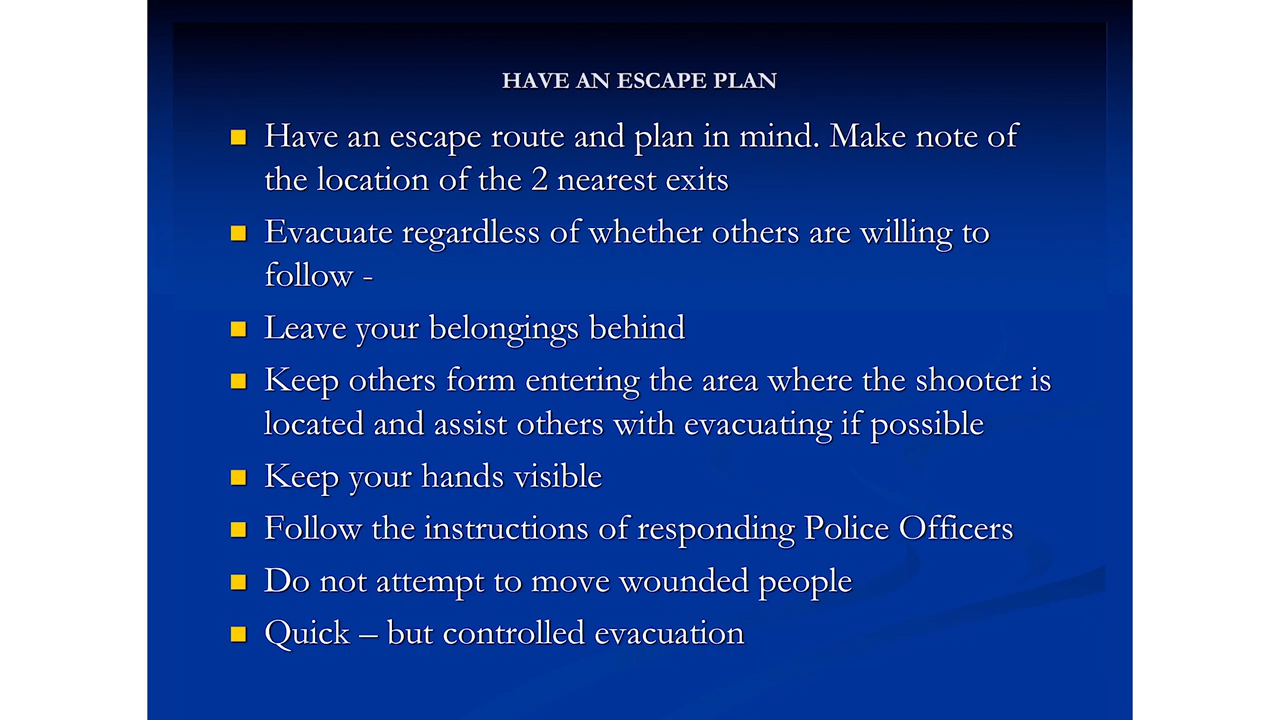 HAVE AN ESCAPE PLAN
Have an escape route and plan in mind. Make note of
the location of the 2 nearest exits
Evacuate regardless of whether others are willing to
follow -
Leave your belongings behind
Keep others form entering the area where the shooter is
located and assist others with evacuating if possible
Keep your hands visible
Follow the instructions of responding Police Officers
Do not attempt to move wounded people
Quick – but controlled evacuation